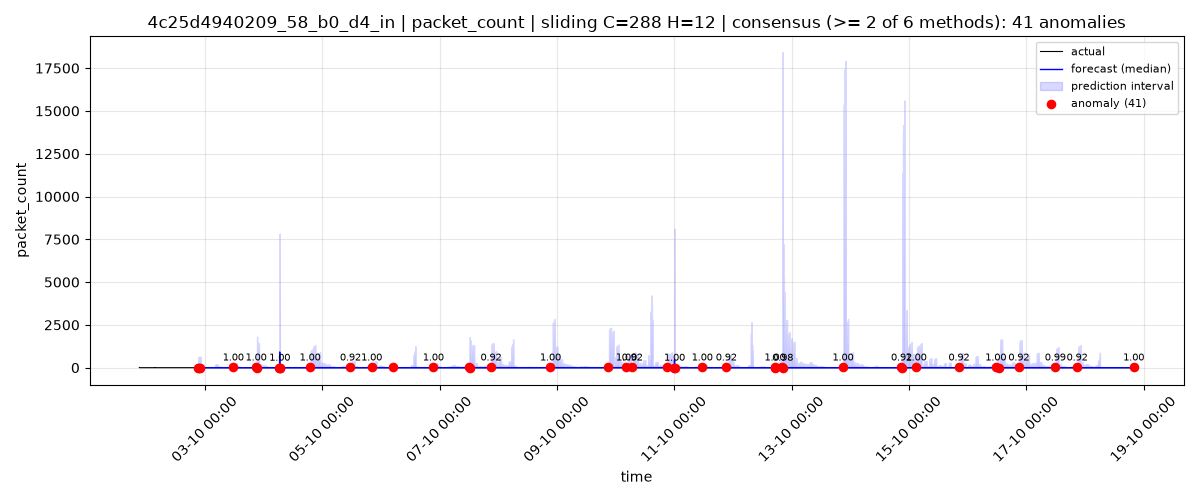 4c25d4940209_58_b0_d4_in | packet_count | sliding C=288 H=12 | consensus (>= 2 of 6 methods): 41 anomalies
actual
forecast (median)
prediction interval
anomaly (41)
packet_count
17500
15000
12500
10000
7500
5000
2500
0
1.00 1.00 1.00 1.00 0.92 1.00 1.00 0.92 1.00 1.00 1.00 0.92 1.00 0.98 1.00 0.92 1.00 0.92 1.00 0.92 0.99 0.92 1.00
03-10 00:00 05-10 00:00 07-10 00:00 09-10 00:00 11-10 00:00 13-10 00:00 15-10 00:00 17-10 00:00 19-10 00:00
time